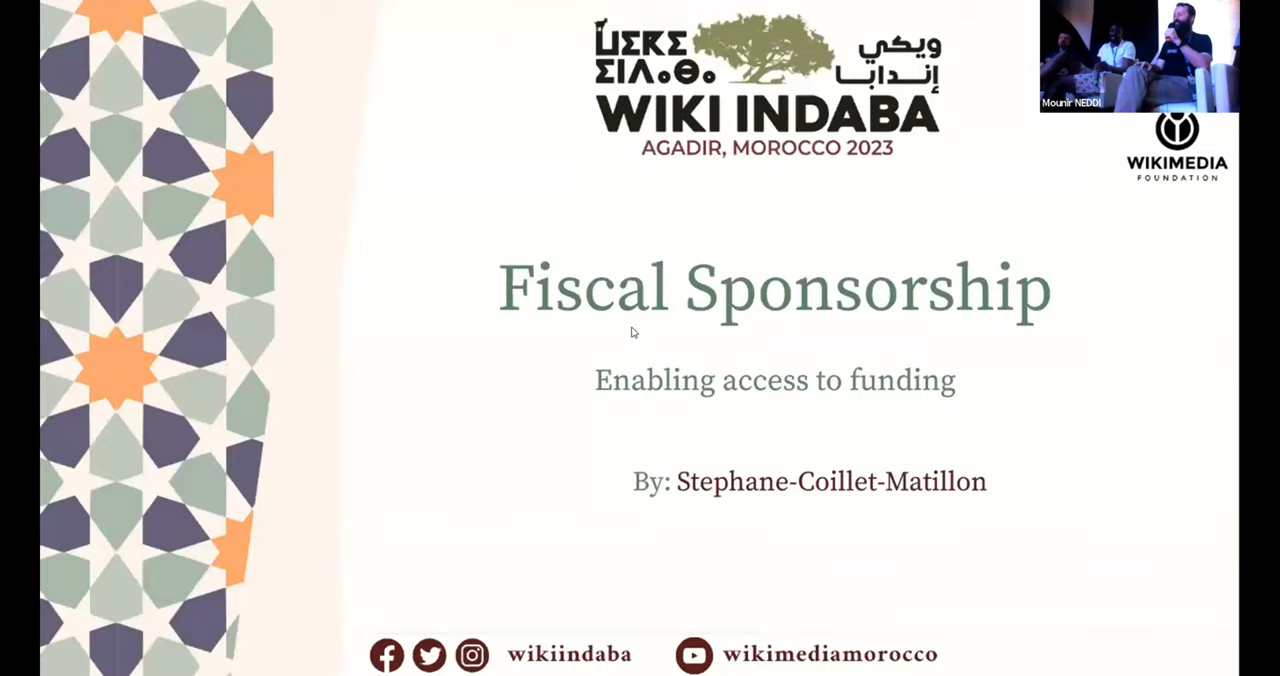 ⵡⵉⴽⵉ
ⵉⵏⴷⴰⴱⴰ
ويكي
إندابا
WIKI INDABA
AGADIR, MOROCCO 2023
Mounir NEDDI
WIKIMEDIA
FOUNDATION
Fiscal Sponsorship
Enabling access to funding
By: Stephane-Coillet-Matillon
wikiindaba
wikimediamorocco